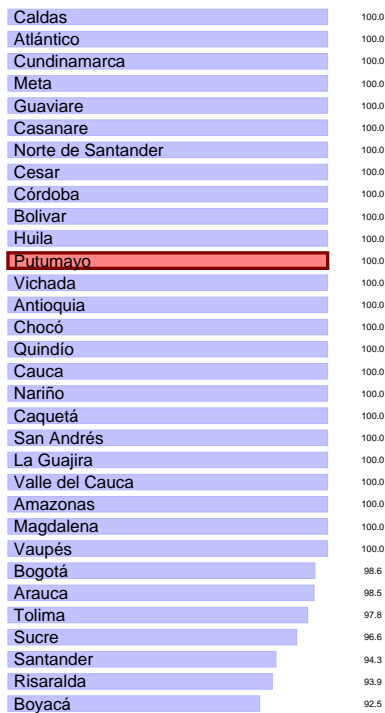 Caldas 100.0
Atlántico 100.0
Cundinamarca 100.0
Meta 100.0
Guaviare 100.0
Casanare 100.0
Norte de Santander 100.0
Cesar 100.0
Córdoba 100.0
Bolivar 100.0
Huila 100.0
Putumayo 100.0
Vichada 100.0
Antioquia 100.0
Chocó 100.0
Quindío 100.0
Cauca 100.0
Nariño 100.0
Caquetá 100.0
San Andrés 100.0
La Guajira 100.0
Valle del Cauca 100.0
Amazonas 100.0
Magdalena 100.0
Vaupés 100.0
Bogotá 98.6
Arauca 98.5
Tolima 97.8
Sucre 96.6
Santander 94.3
Risaralda 93.9
Boyacá 92.5